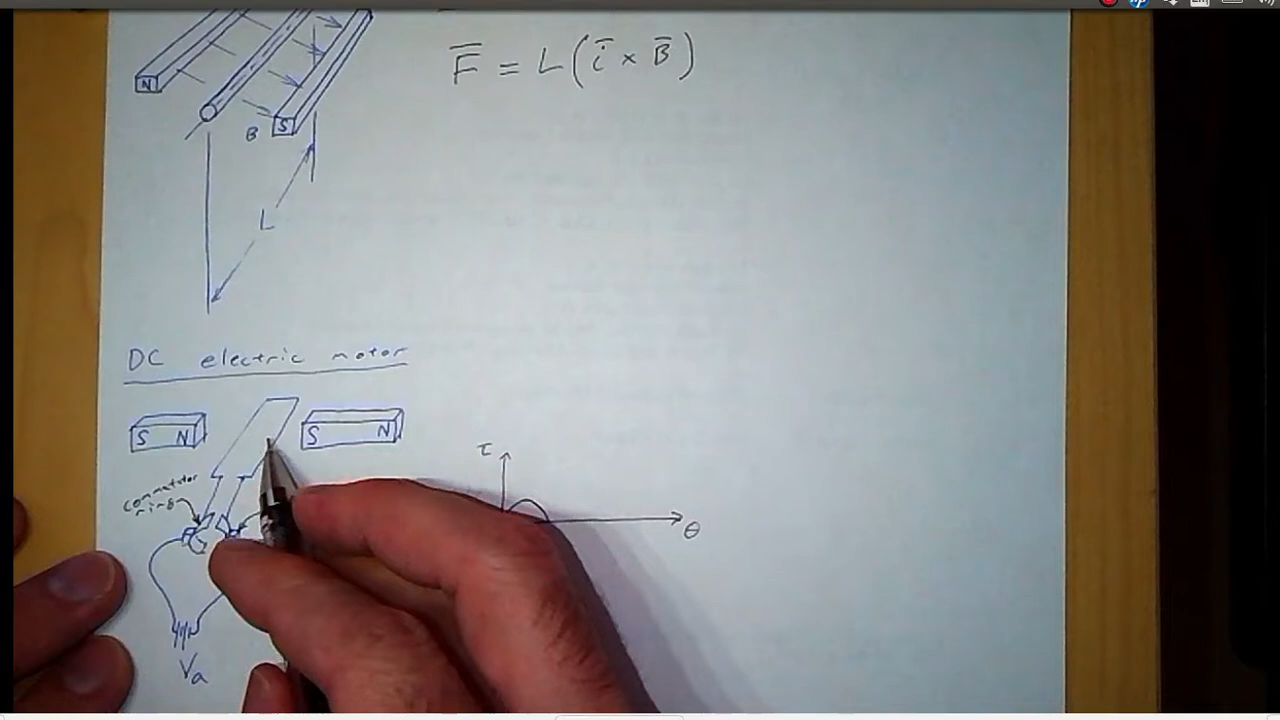 F̅ = L ( i̅ × B̅ )
N
B
S
L
DC electric motor
S N
S N
commutator
ring
τ
θ
Va